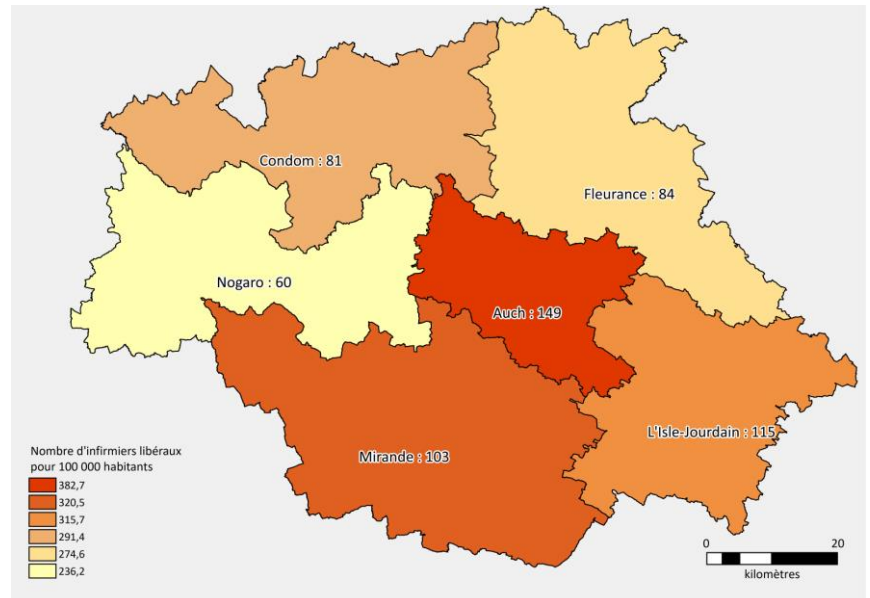 Condom : 81
Fleurance : 84
Nogaro : 60
Auch : 149
L'Isle-Jourdain : 115
Mirande : 103
Nombre d'infirmiers libéraux
pour 100 000 habitants
382,7
320,5
315,7
291,4
274,6
236,2
0 20
kilomètres